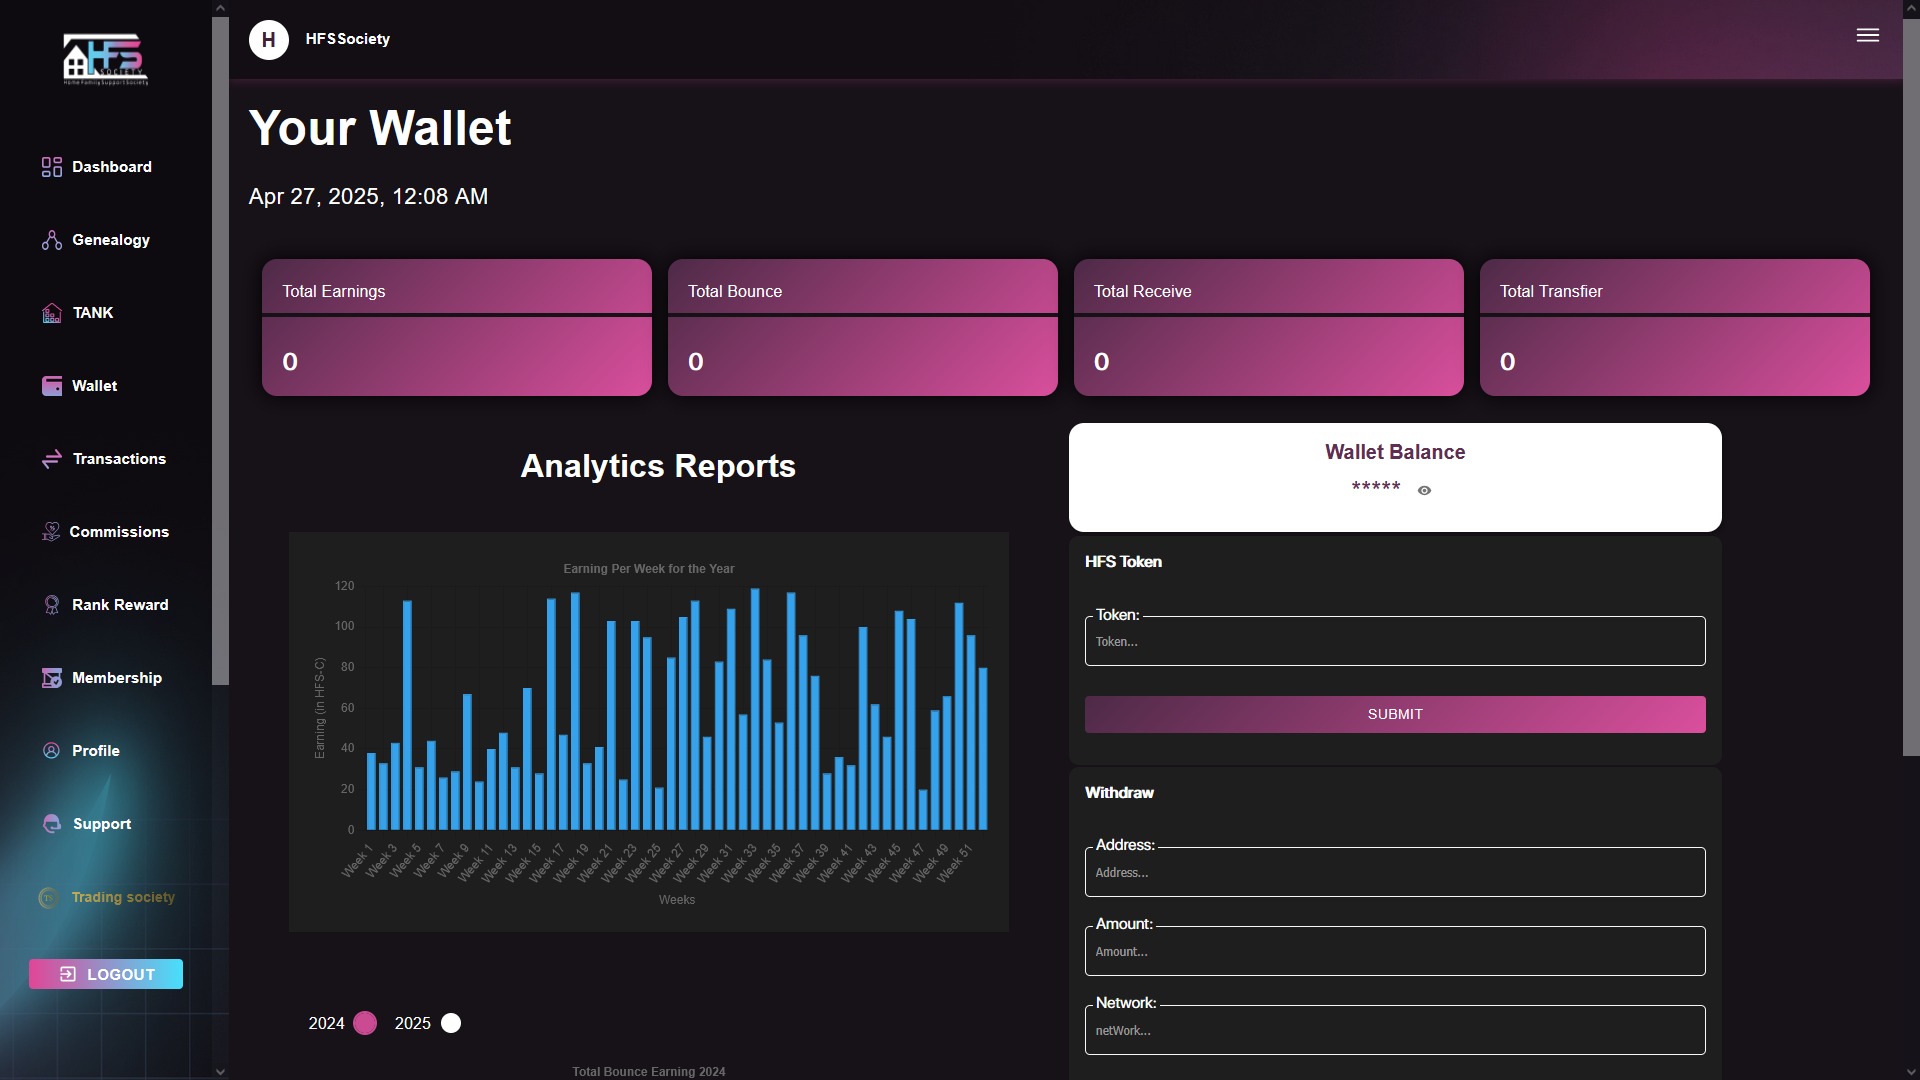 HFS
SOCIETY
Home Family Support Society
Dashboard
Genealogy
TANK
Wallet
Transactions
Commissions
Rank Reward
Membership
Profile
Support
Trading society
LOGOUT
H HFSSociety
Your Wallet
Apr 27, 2025, 12:08 AM
Total Earnings
0
Total Bounce
0
Total Receive
0
Total Transfier
0
Analytics Reports
Earning Per Week for the Year
Earning (in HFS-C)
120
100
80
60
40
20
0
Week 1 Week 3 Week 5 Week 7 Week 9 Week 11 Week 13 Week 15 Week 17 Week 19 Week 21 Week 23 Week 25 Week 27 Week 29 Week 31 Week 33 Week 35 Week 37 Week 39 Week 41 Week 43 Week 45 Week 47 Week 49 Week 51
Weeks
2024 2025
Total Bounce Earning 2024
Wallet Balance
*****
HFS Token
Token:
Token...
SUBMIT
Withdraw
Address:
Address...
Amount:
Amount...
Network:
netWork...